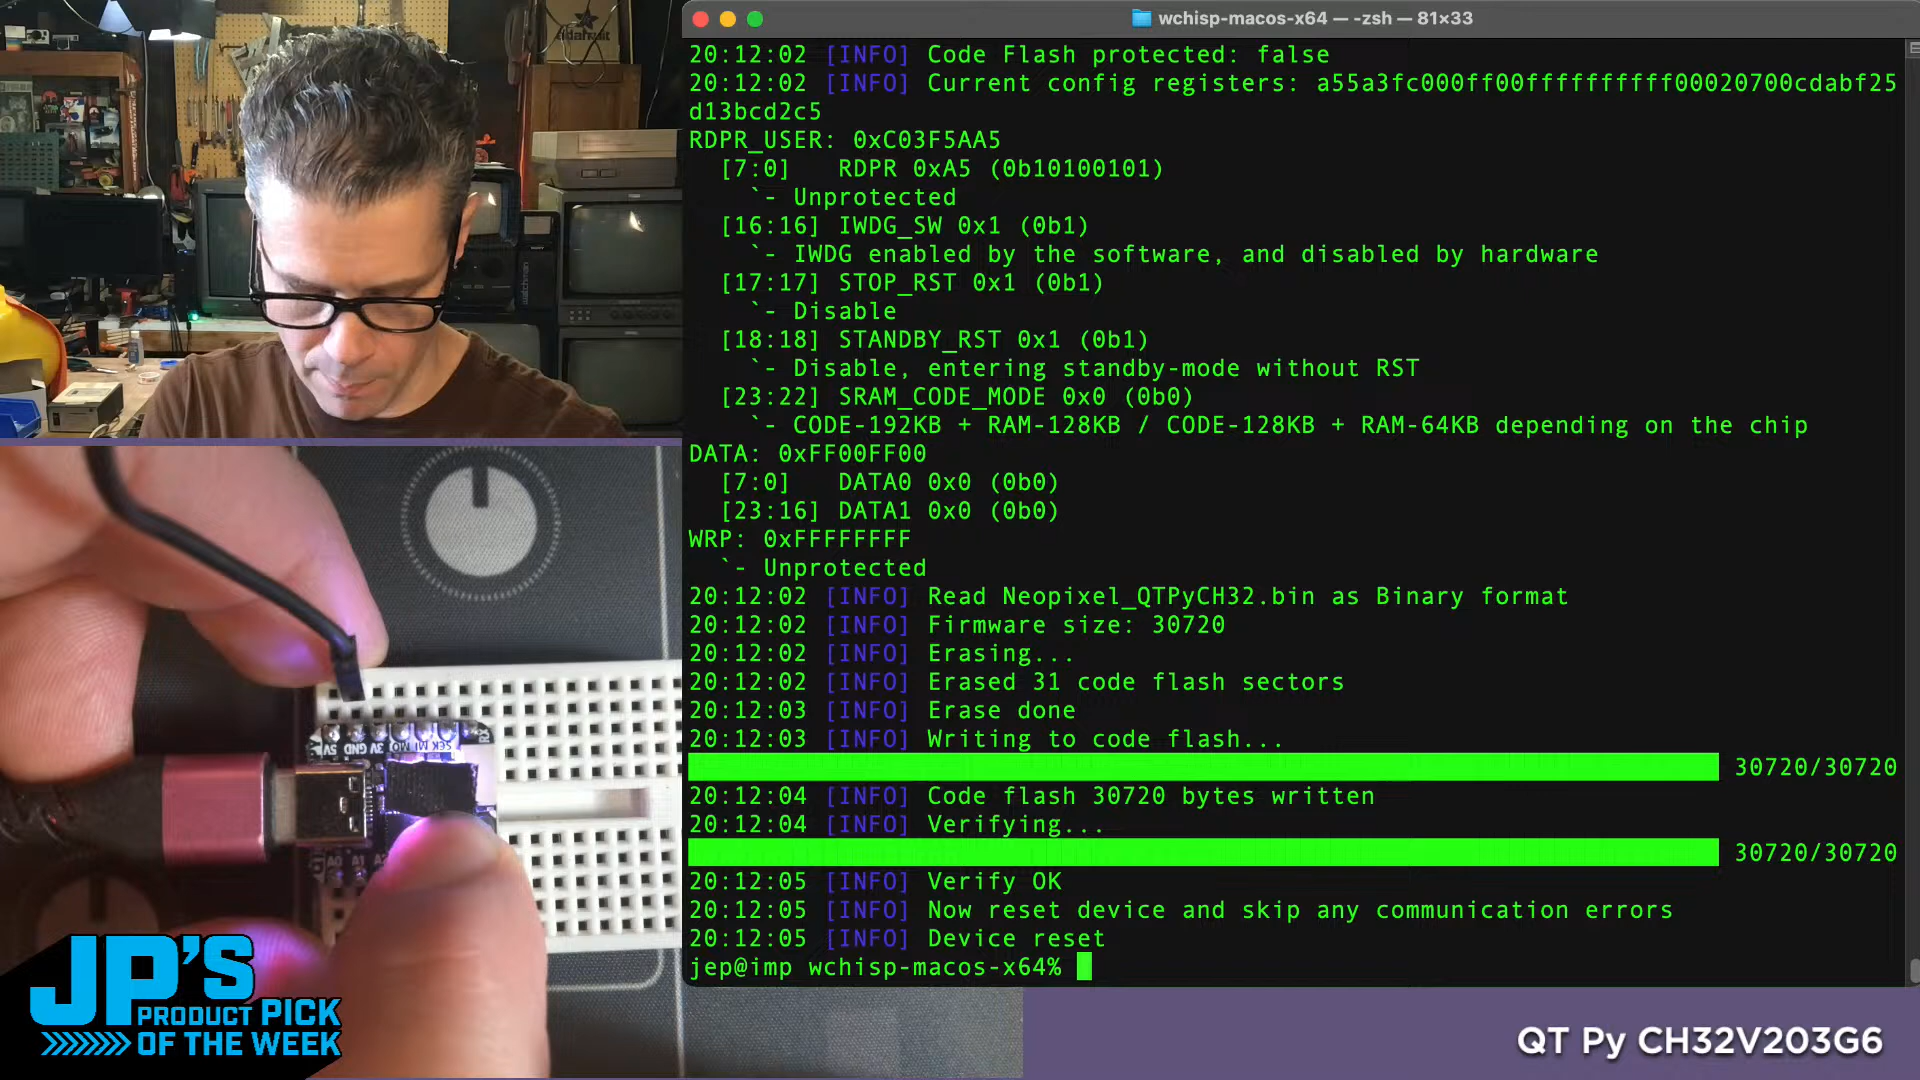 adafruit
watchman
wchisp-macos-x64 — -zsh — 81×33
20:12:02 [INFO] Code Flash protected: false
20:12:02 [INFO] Current config registers: a55a3fc000ff00ffffffffff00020700cdabf25
d13bcd2c5
RDPR_USER: 0xC03F5AA5
[7:0] RDPR 0xA5 (0b10100101)
`- Unprotected
[16:16] IWDG_SW 0x1 (0b1)
`- IWDG enabled by the software, and disabled by hardware
[17:17] STOP_RST 0x1 (0b1)
`- Disable
[18:18] STANDBY_RST 0x1 (0b1)
`- Disable, entering standby-mode without RST
[23:22] SRAM_CODE_MODE 0x0 (0b0)
`- CODE-192KB + RAM-128KB / CODE-128KB + RAM-64KB depending on the chip
DATA: 0xFF00FF00
[7:0] DATA0 0x0 (0b0)
[23:16] DATA1 0x0 (0b0)
WRP: 0xFFFFFFFF
`- Unprotected
20:12:02 [INFO] Read Neopixel_QTPyCH32.bin as Binary format
20:12:02 [INFO] Firmware size: 30720
20:12:02 [INFO] Erasing...
20:12:02 [INFO] Erased 31 code flash sectors
20:12:03 [INFO] Erase done
20:12:03 [INFO] Writing to code flash...
30720/30720
20:12:04 [INFO] Code flash 30720 bytes written
20:12:04 [INFO] Verifying...
30720/30720
20:12:05 [INFO] Verify OK
20:12:05 [INFO] Now reset device and skip any communication errors
20:12:05 [INFO] Device reset
jep@imp wchisp-macos-x64%
5V GND 3V MO MI SCK
A0 A1
JP'S
PRODUCT PICK
OF THE WEEK
QT Py CH32V203G6